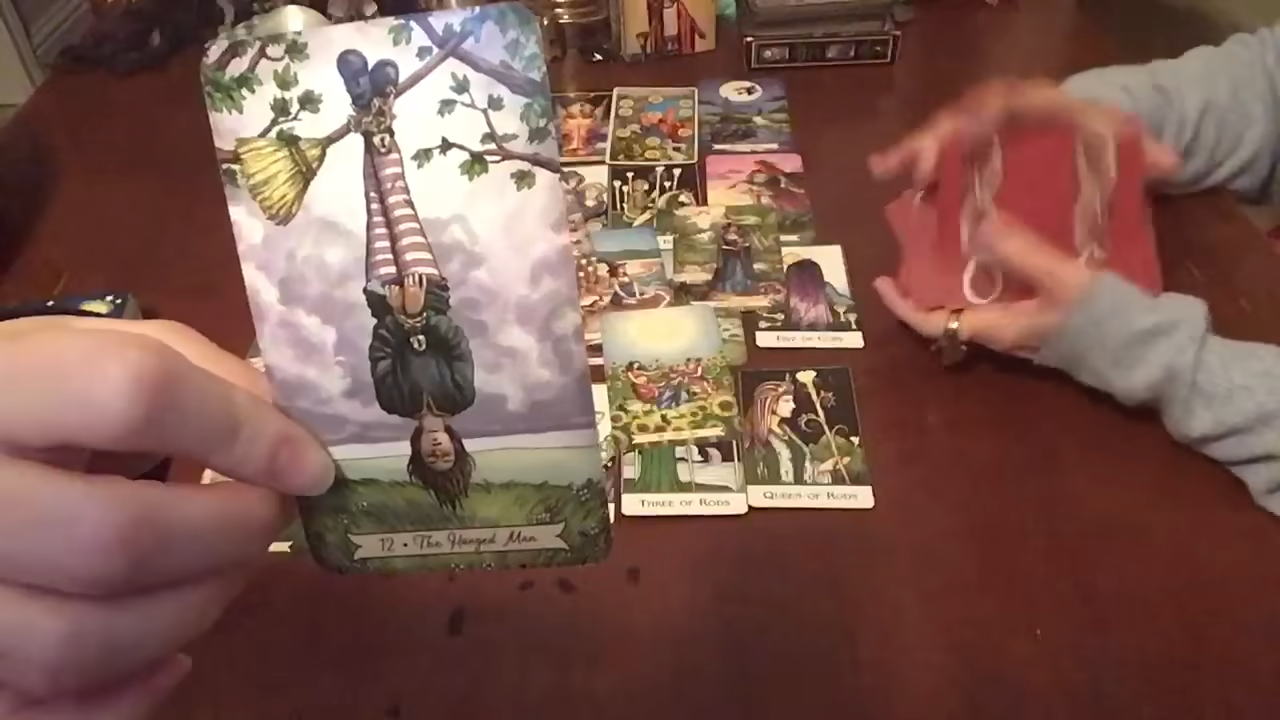 12 • The Hanged Man
Five of Cups
Three of Rods
Queen of Rods